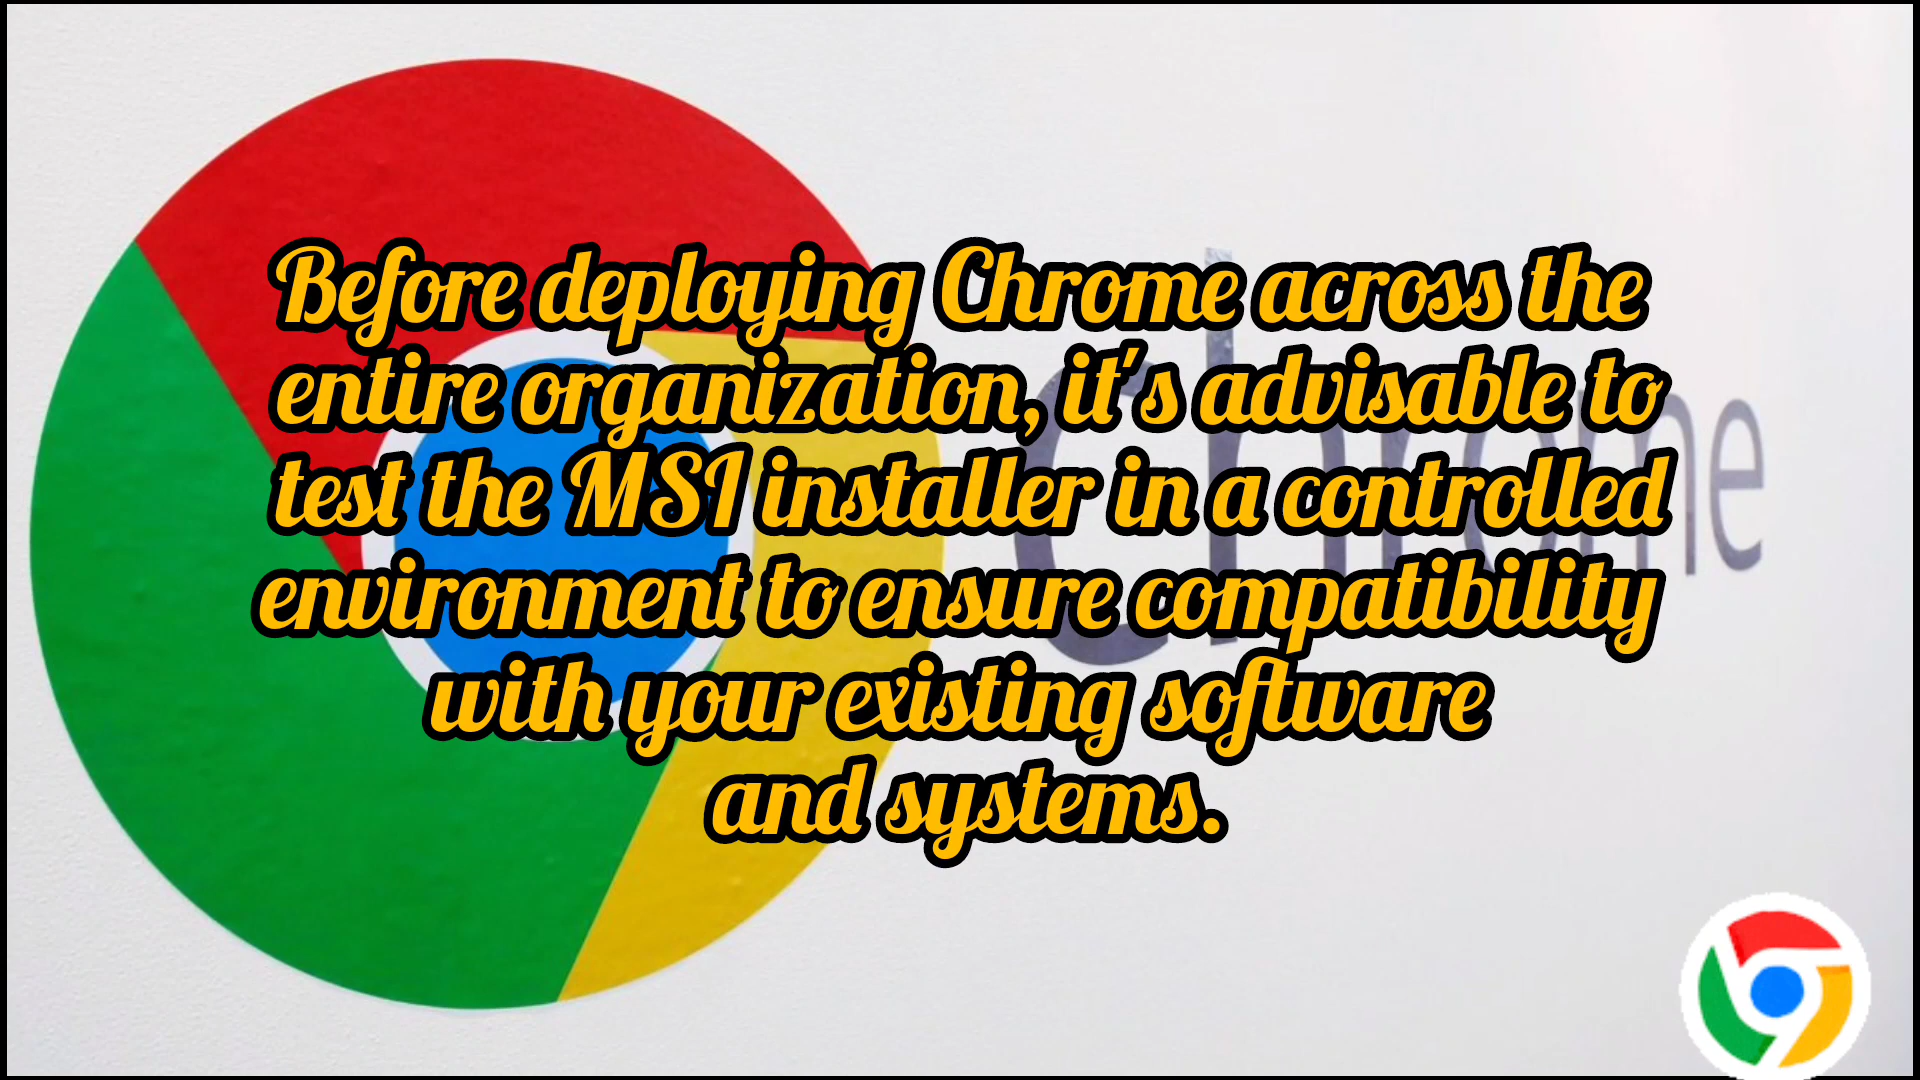 Before deploying Chrome across the
entire organization, it's advisable to
test the MSI installer in a controlled
environment to ensure compatibility
with your existing software
and systems.
chrome